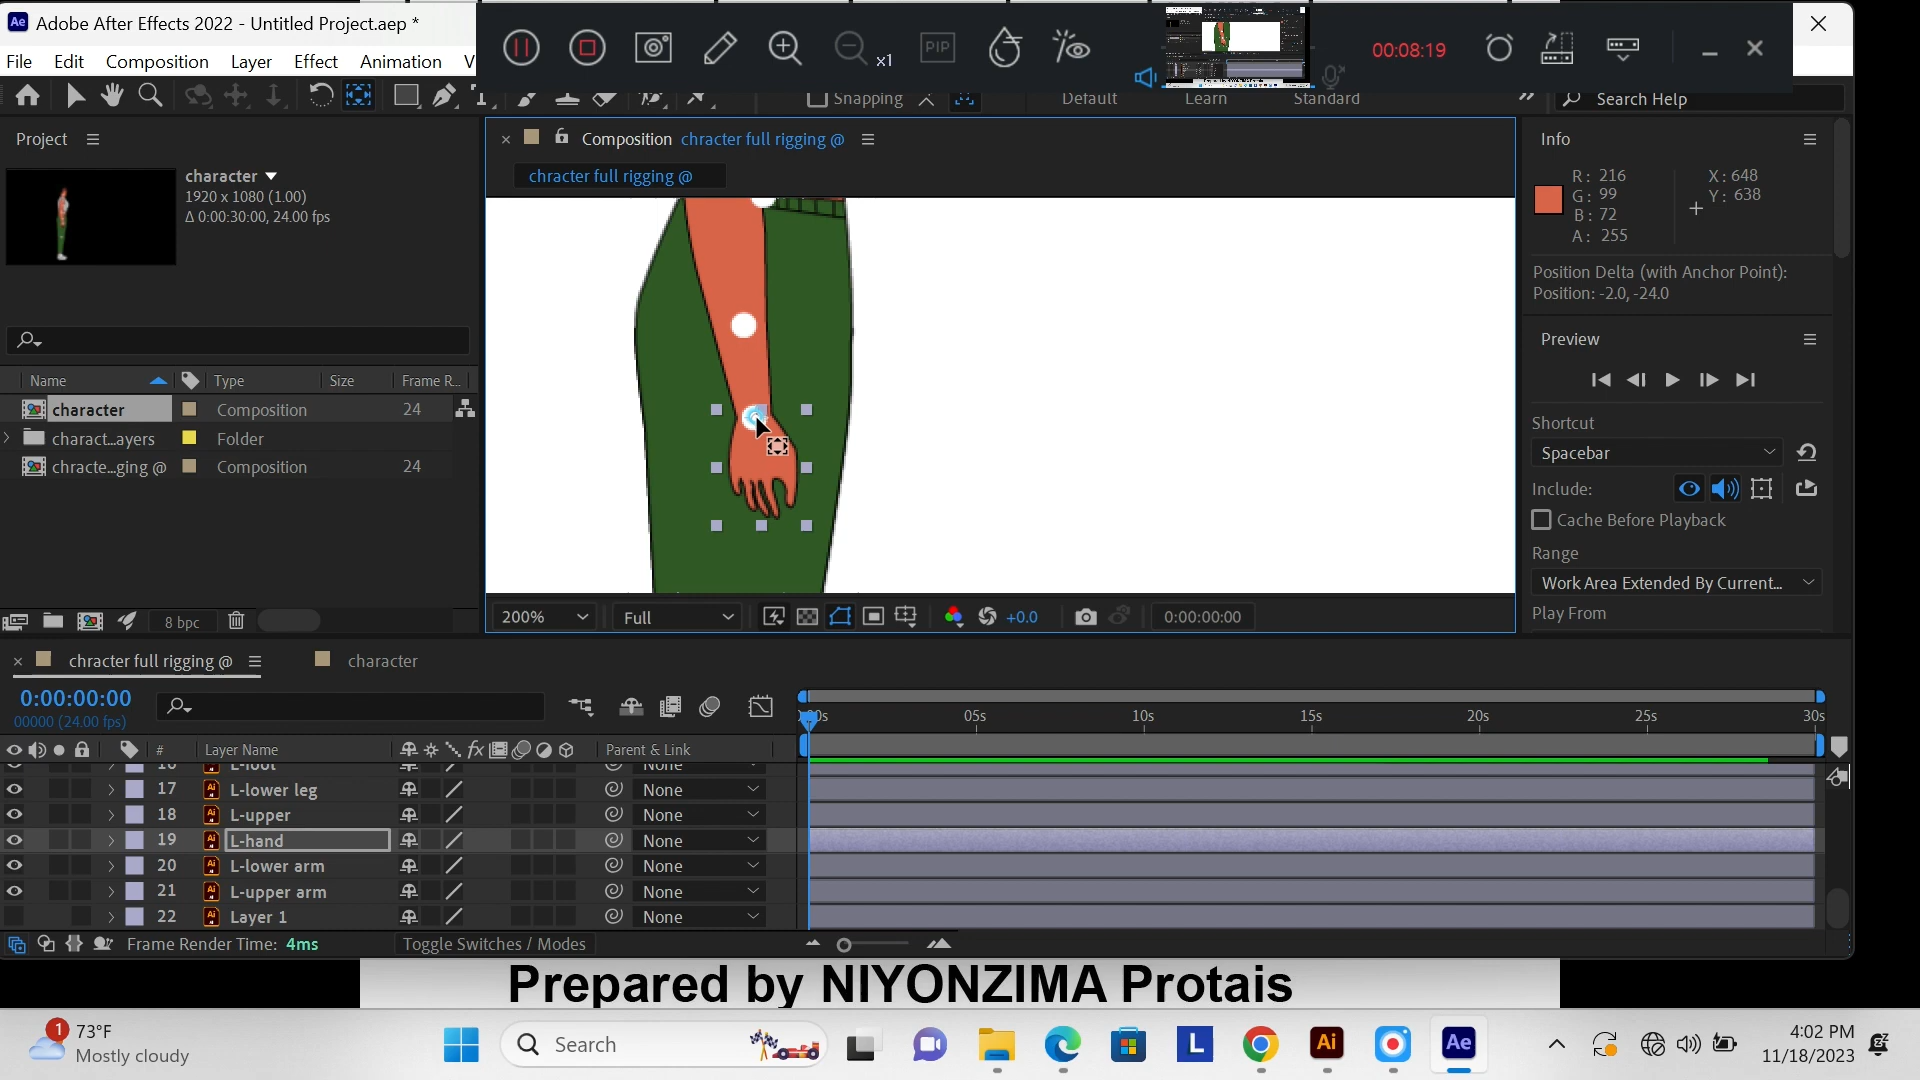 Adobe After Effects 2022 - Untitled Project.aep *
x1
PIP
00:08:19
File Edit Composition Layer Effect Animation V
Snapping
Default Learn Standard
Search Help
Project
character
1920 x 1080 (1.00)
Δ 0:00:30:00, 24.00 fps
Name Type Size Frame R...
character Composition 24
charact...ayers Folder
chracte...ging @ Composition 24
8 bpc
Composition chracter full rigging @
chracter full rigging @
200%
Full
+0.0
0:00:00:00
Info
R: 216
G: 99
B: 72
A: 255
X: 648
Y: 638
Position Delta (with Anchor Point):
Position: -2.0, -24.0
Preview
Shortcut
Spacebar
Include:
Cache Before Playback
Range
Work Area Extended By Current...
Play From
chracter full rigging @
character
0:00:00:00
00000 (24.00 fps)
05s 10s 15s 20s 25s 30s
# Layer Name fx Parent & Link
16 L-foot None
17 L-lower leg None
18 L-upper None
19 L-hand None
20 L-lower arm None
21 L-upper arm None
22 Layer 1 None
Frame Render Time: 4ms
Toggle Switches / Modes
Prepared by NIYONZIMA Protais
1
73°F
Mostly cloudy
Search
L
Ai
Ae
4:02 PM
11/18/2023